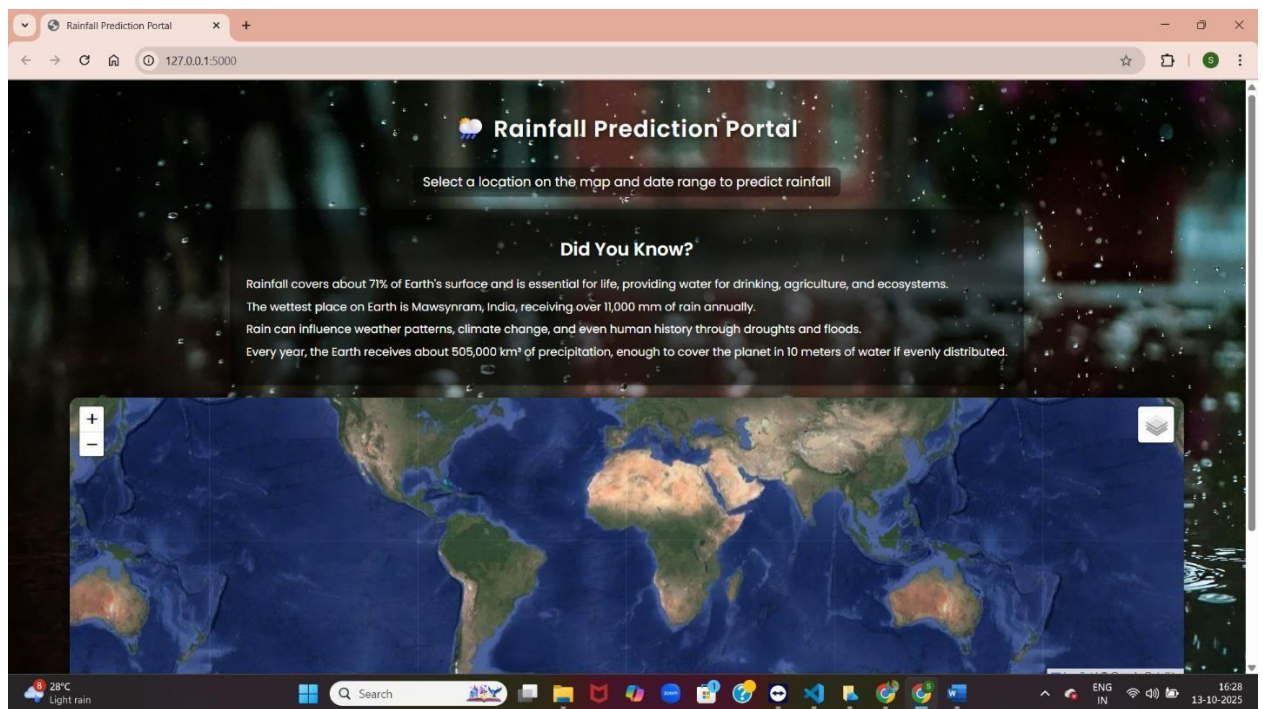 Rainfall Prediction Portal
127.0.0.1:5000
S
Rainfall Prediction Portal
Select a location on the map and date range to predict rainfall
Did You Know?
Rainfall covers about 71% of Earth's surface and is essential for life, providing water for drinking, agriculture, and ecosystems.
The wettest place on Earth is Mawsynram, India, receiving over 11,000 mm of rain annually.
Rain can influence weather patterns, climate change, and even human history through droughts and floods.
Every year, the Earth receives about 505,000 km³ of precipitation, enough to cover the planet in 10 meters of water if evenly distributed.
+
−
8
28°C
Light rain
Search
zoom
ENG
IN
16:28
13-10-2025